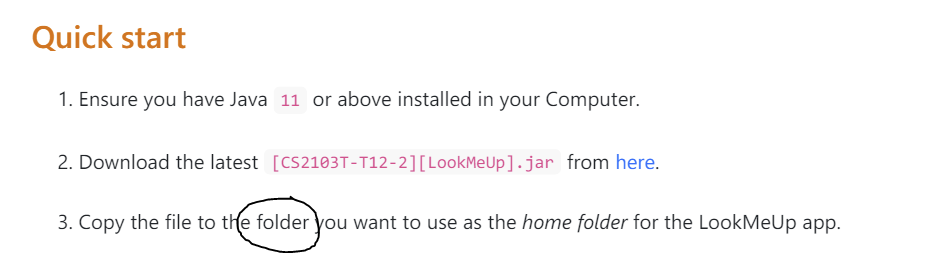 Quick start
1. Ensure you have Java 11 or above installed in your Computer.
2. Download the latest [CS2103T-T12-2][LookMeUp].jar from here.
3. Copy the file to the folder you want to use as the home folder for the LookMeUp app.